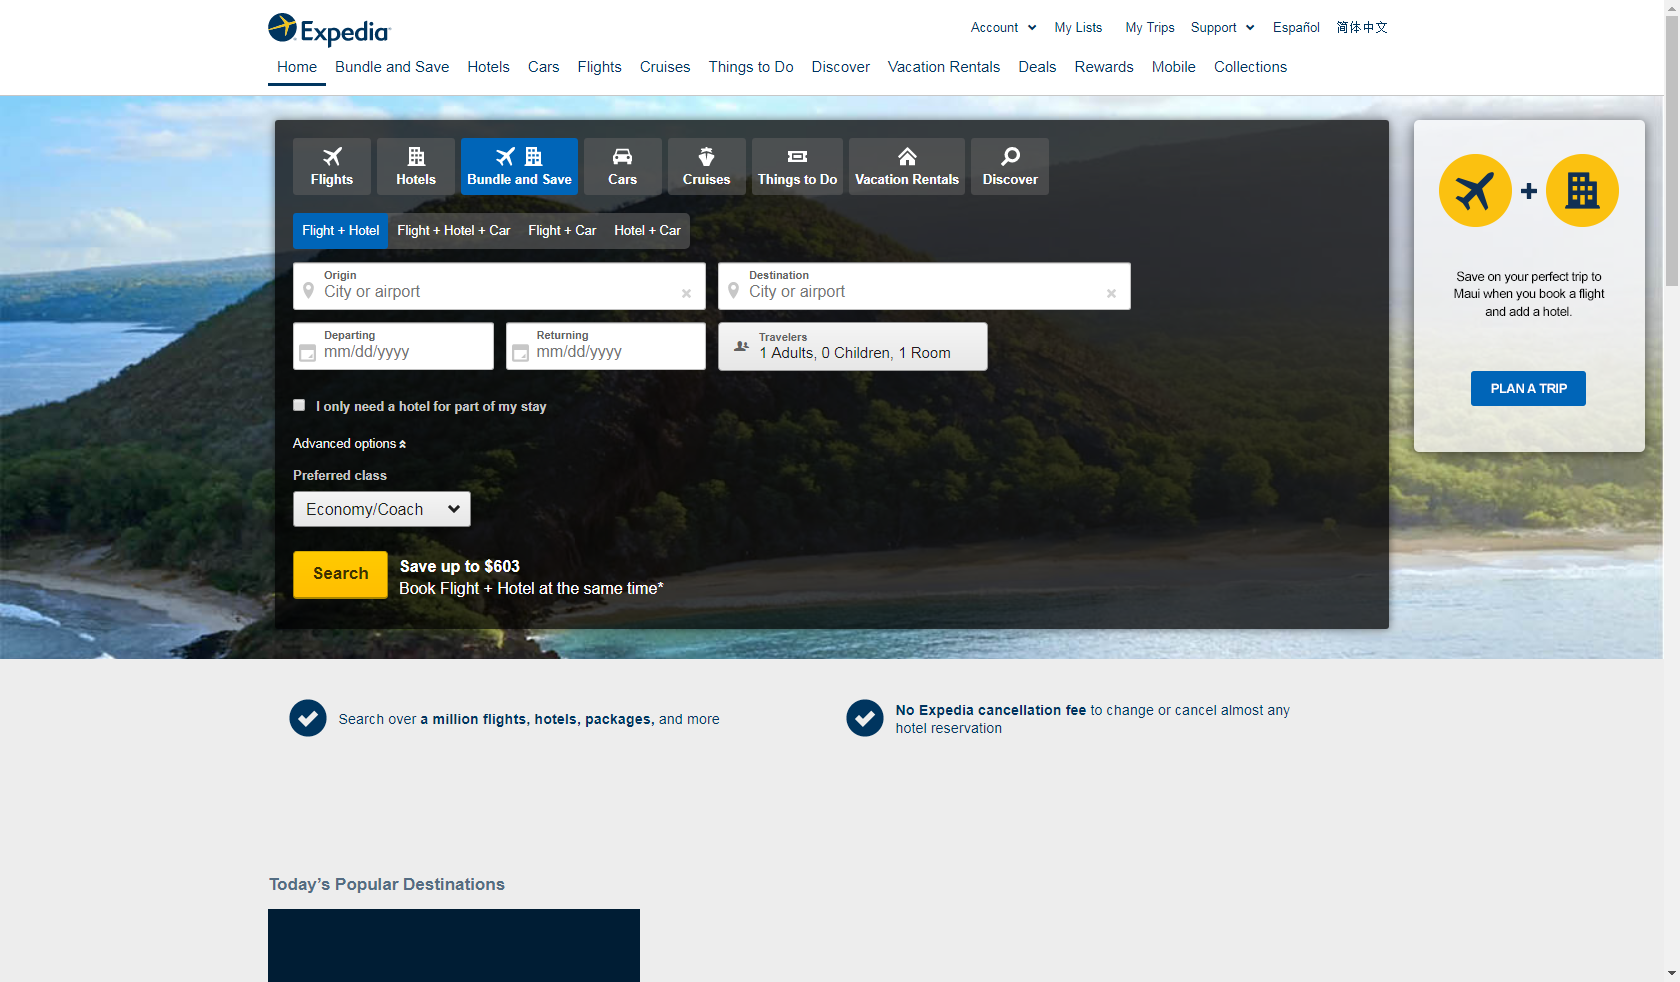 Expedia
Account
My Lists
My Trips
Support
Español
简体中文
Home
Bundle and Save
Hotels
Cars
Flights
Cruises
Things to Do
Discover
Vacation Rentals
Deals
Rewards
Mobile
Collections
Flights
Hotels
Bundle and Save
Cars
Cruises
Things to Do
Vacation Rentals
Discover
Flight + Hotel
Flight + Hotel + Car
Flight + Car
Hotel + Car
Origin
City or airport
Destination
City or airport
Departing
mm/dd/yyyy
Returning
mm/dd/yyyy
Travelers
1 Adults, 0 Children, 1 Room
I only need a hotel for part of my stay
Advanced options
Preferred class
Economy/Coach
Search
Save up to $603
Book Flight + Hotel at the same time*
Save on your perfect trip to
Maui when you book a flight
and add a hotel.
PLAN A TRIP
Search over a million flights, hotels, packages, and more
No Expedia cancellation fee to change or cancel almost any
hotel reservation
Today's Popular Destinations